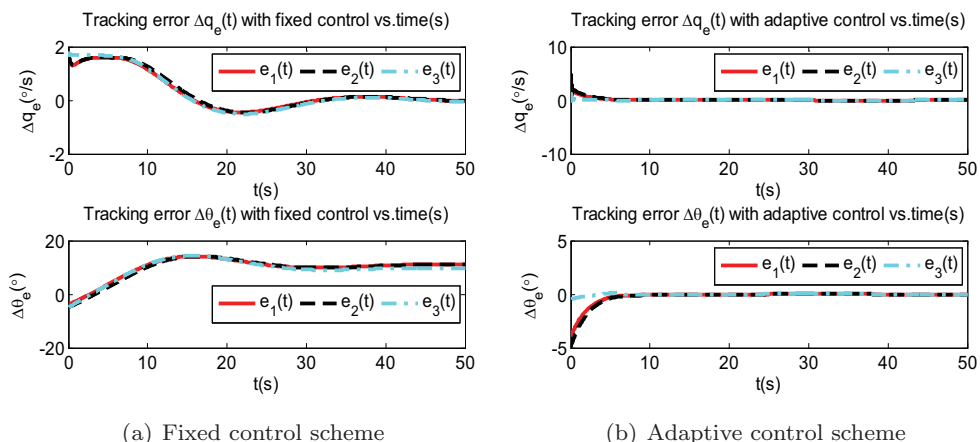 Tracking error Δq_e(t) with fixed control vs.time(s)
2
0
-2
Δq_e(°/s)
e_1(t) e_2(t) e_3(t)
0 10 20 30 40 50
t(s)
Tracking error Δθ_e(t) with fixed control vs.time(s)
20
0
-20
Δθ_e(°)
e_1(t) e_2(t) e_3(t)
0 10 20 30 40 50
t(s)
(a) Fixed control scheme
Tracking error Δq_e(t) with adaptive control vs.time(s)
10
0
-10
Δq_e(°/s)
e_1(t) e_2(t) e_3(t)
0 10 20 30 40 50
t(s)
Tracking error Δθ_e(t) with adaptive control vs.time(s)
5
0
-5
Δθ_e(°)
e_1(t) e_2(t) e_3(t)
0 10 20 30 40 50
t(s)
(b) Adaptive control scheme